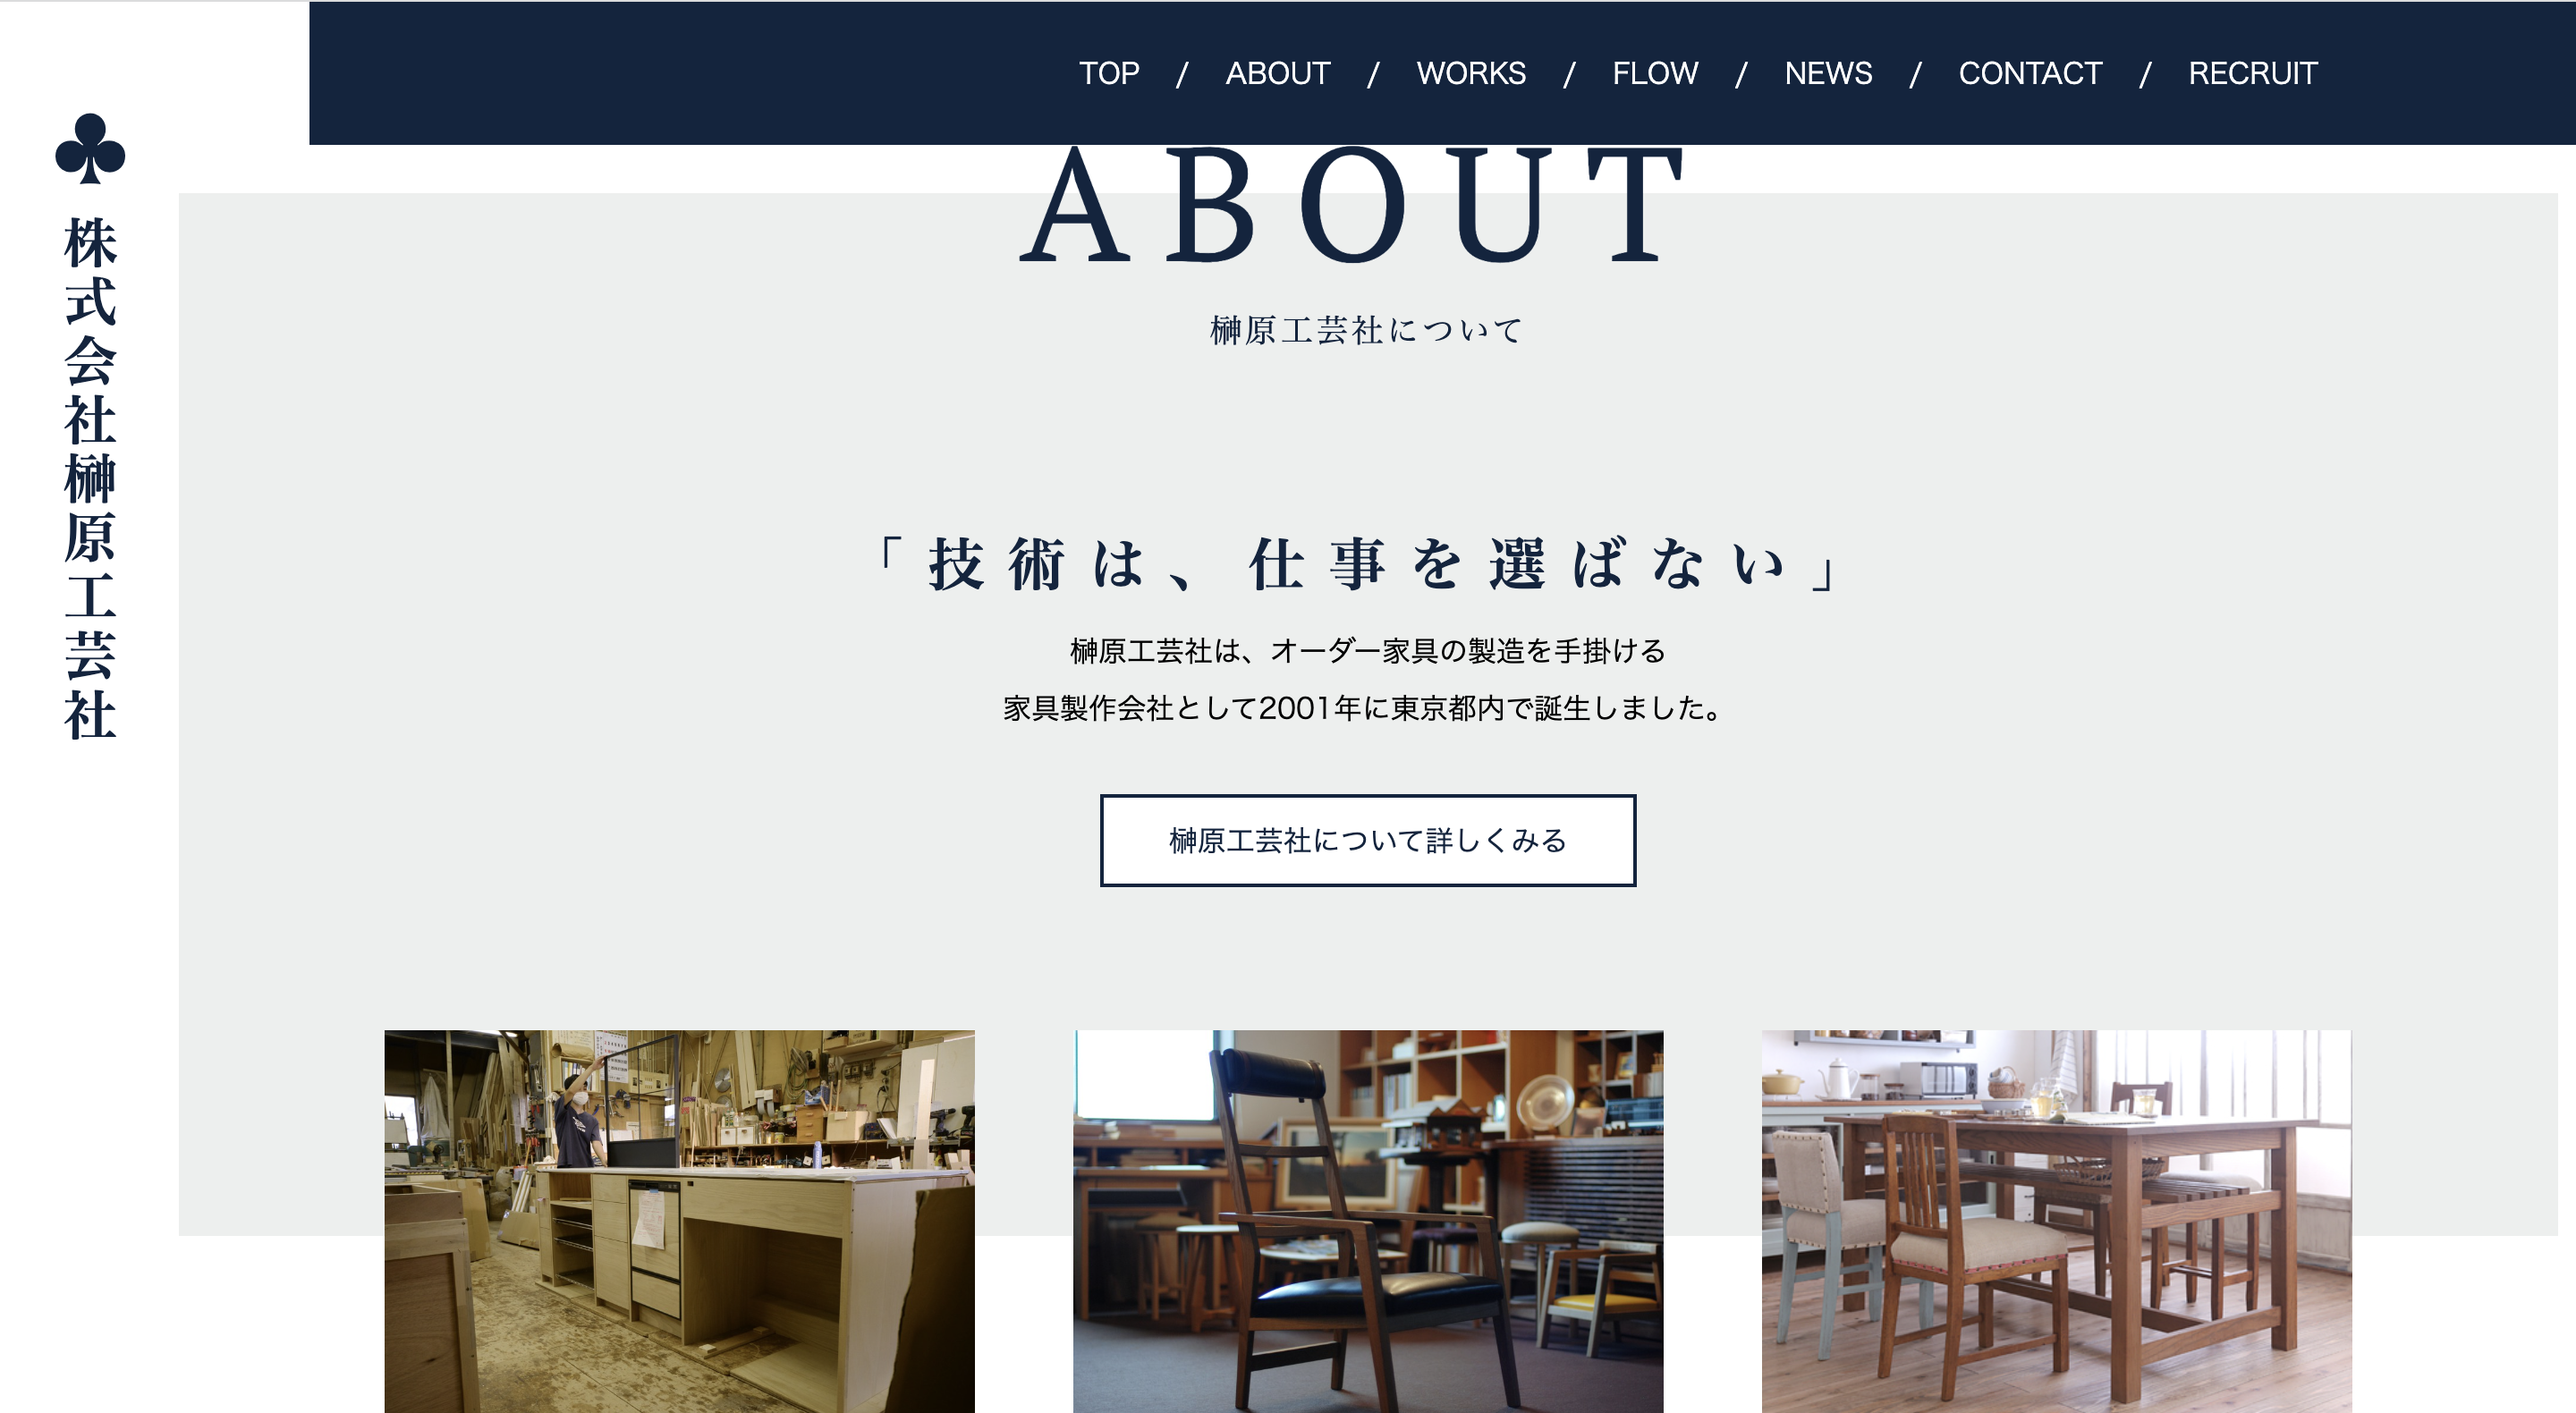 TOP / ABOUT / WORKS / FLOW / NEWS / CONTACT / RECRUIT
株式会社榊原工芸社
ABOUT
榊原工芸社について
「技術は、仕事を選ばない」
榊原工芸社は、オーダー家具の製造を手掛ける
家具製作会社として2001年に東京都内で誕生しました。
榊原工芸社について詳しくみる